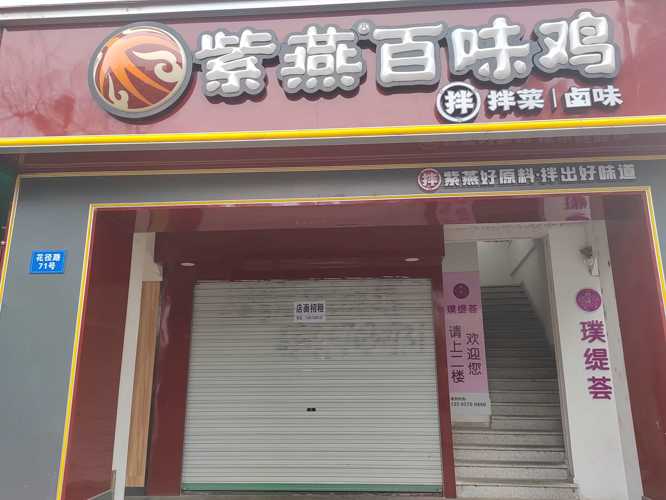 紫燕®百味鸡
拌 拌菜|卤味
拌 紫燕好原料·拌出好味道
花径路
71号
店面招租
璞缇荟
欢迎您
请上二楼
璞缇荟